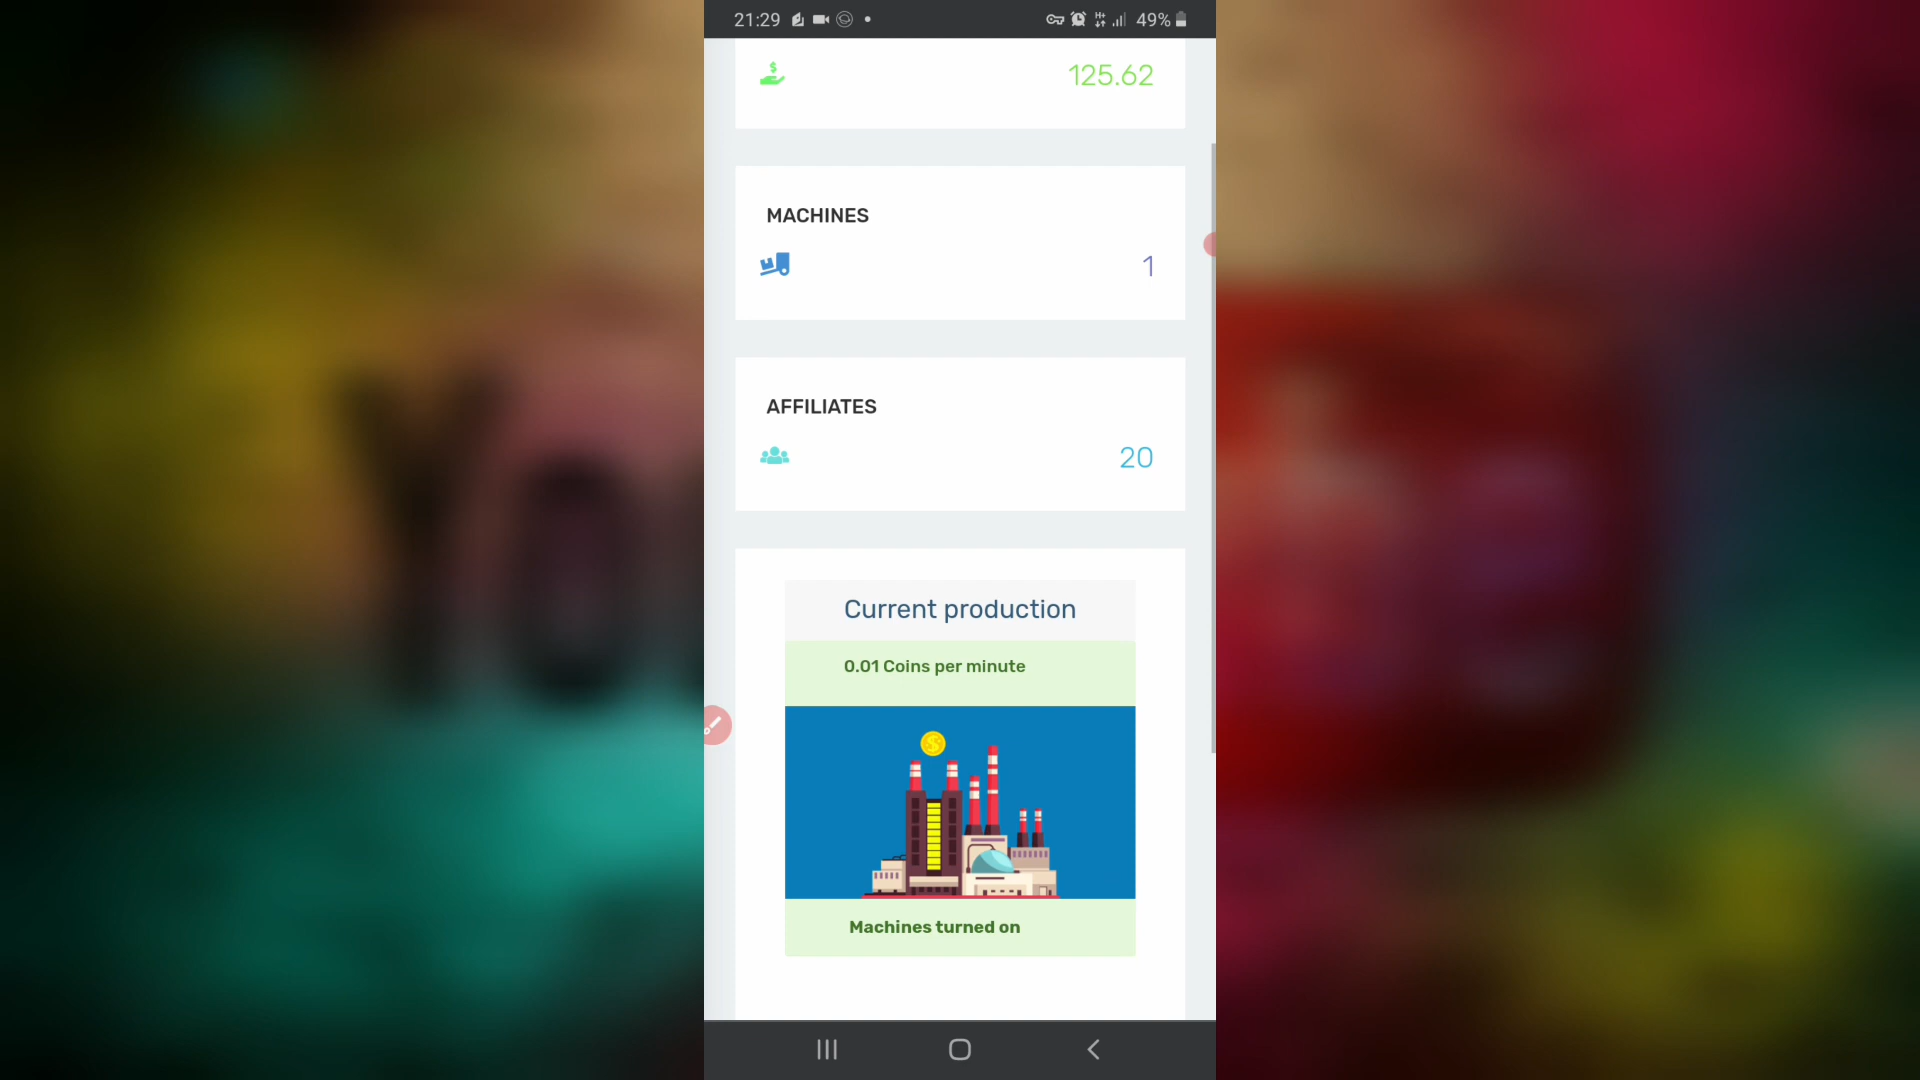 21:29
49%
125.62
MACHINES
1
AFFILIATES
20
Current production
0.01 Coins per minute
Machines turned on